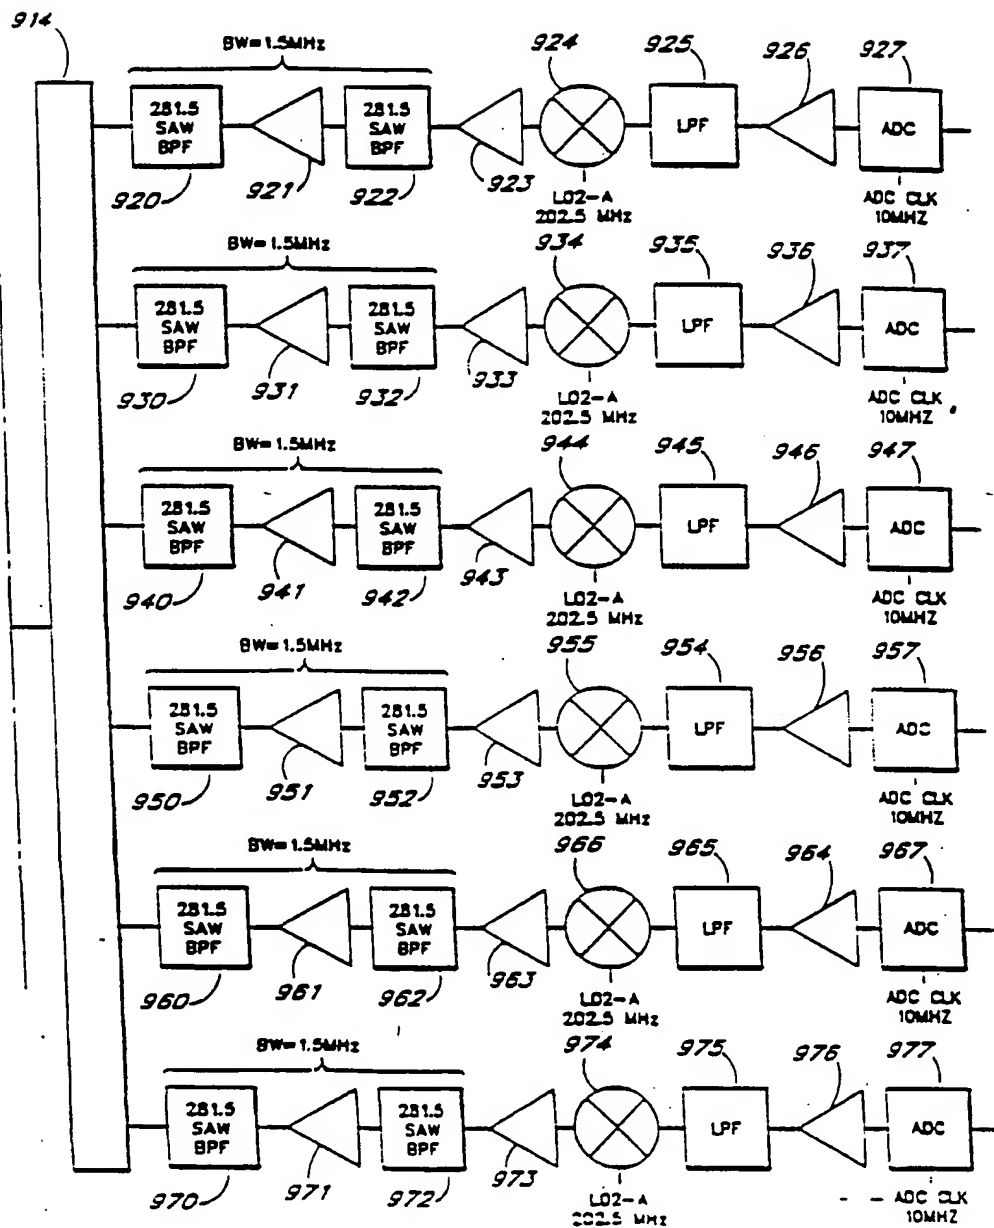 914
BW=1.5MHz
924
925
926
927
281.5
SAW
BPF
281.5
SAW
BPF
LPF
ADC
920
921
922
923
LO2-A
202.5 MHz
ADC CLK
10MHZ
BW=1.5MHz
934
935
936
937
281.5
SAW
BPF
281.5
SAW
BPF
LPF
ADC
930
931
932
933
LO2-A
202.5 MHz
ADC CLK
10MHZ
BW=1.5MHz
944
945
946
947
281.5
SAW
BPF
281.5
SAW
BPF
LPF
ADC
940
941
942
943
LO2-A
202.5 MHz
ADC CLK
10MHZ
BW=1.5MHz
955
954
956
957
281.5
SAW
BPF
281.5
SAW
BPF
LPF
ADC
950
951
952
953
LO2-A
202.5 MHz
ADC CLK
10MHZ
BW=1.5MHz
966
965
964
967
281.5
SAW
BPF
281.5
SAW
BPF
LPF
ADC
960
961
962
963
LO2-A
202.5 MHz
ADC CLK
10MHZ
BW=1.5MHz
974
975
976
977
281.5
SAW
BPF
281.5
SAW
BPF
LPF
ADC
970
971
972
973
LO2-A
202.5 MHz
ADC CLK
10MHZ